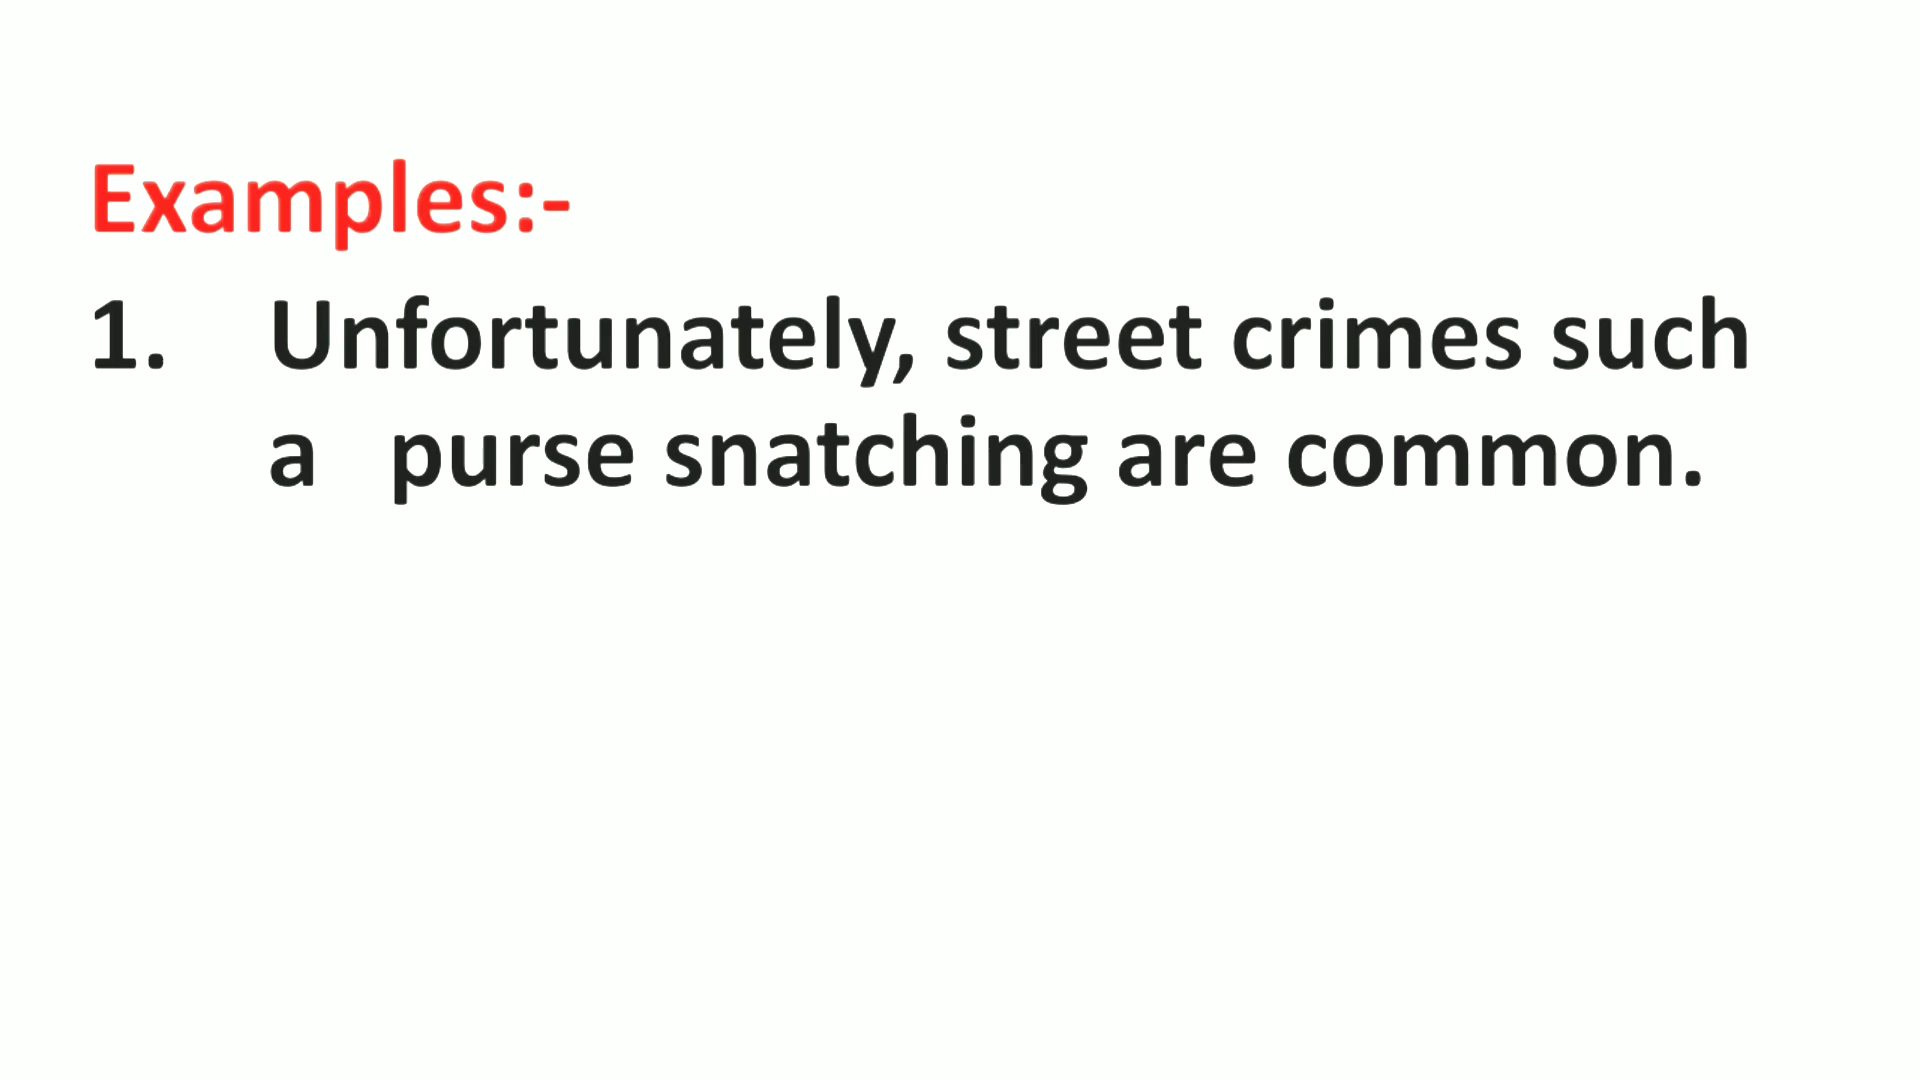 Examples:-
1. Unfortunately, street crimes such
a purse snatching are common.